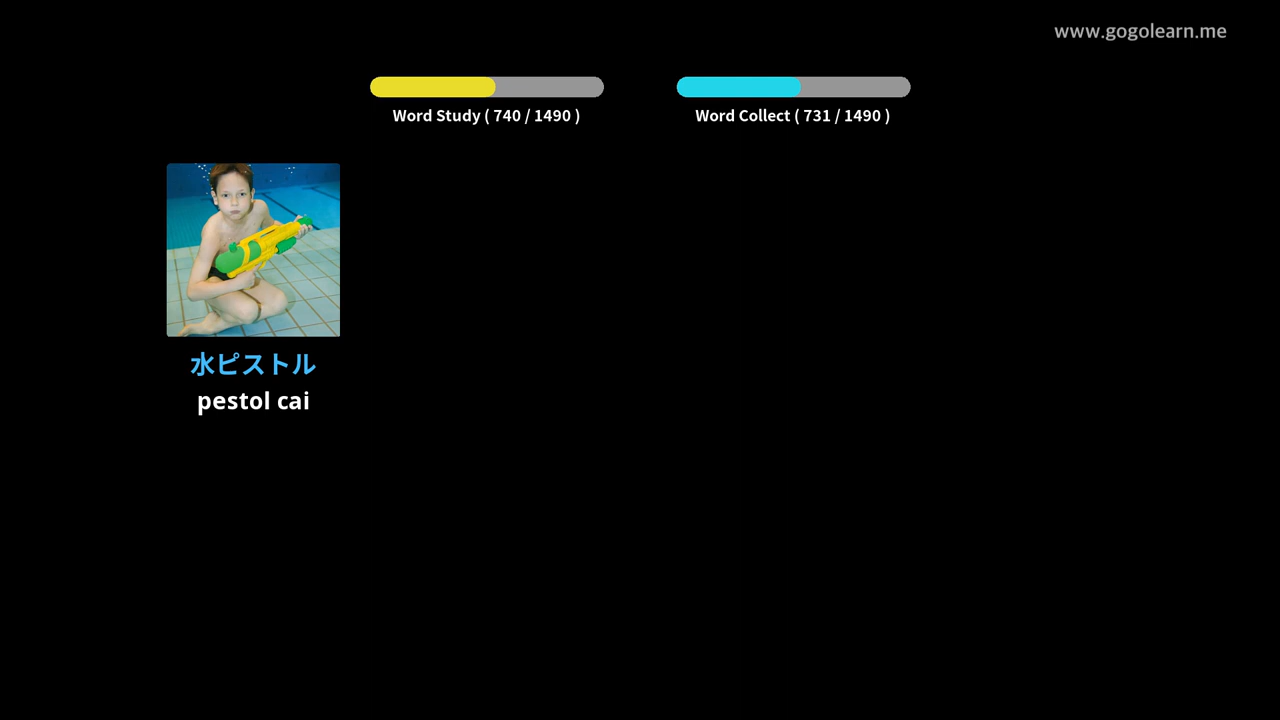 www.gogolearn.me
Word Study ( 740 / 1490 )
Word Collect ( 731 / 1490 )
水ピストル
pestol cai